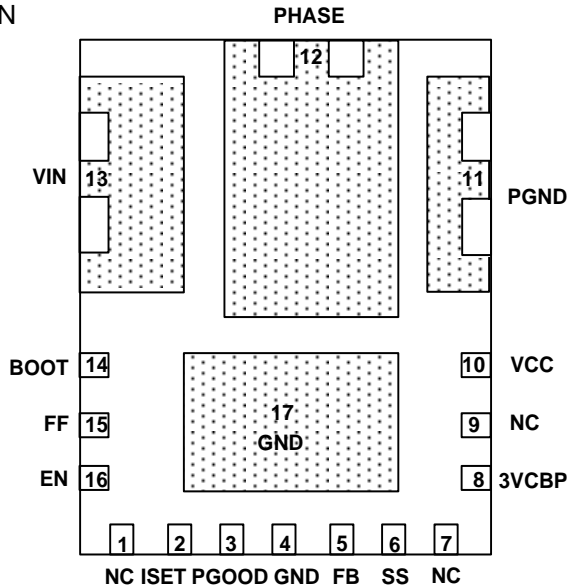 N
PHASE
12
VIN 13
11 PGND
BOOT 14
10 VCC
17
GND
FF 15
9 NC
EN 16
8 3VCBP
1 2 3 4 5 6 7
NC ISET PGOOD GND FB SS NC